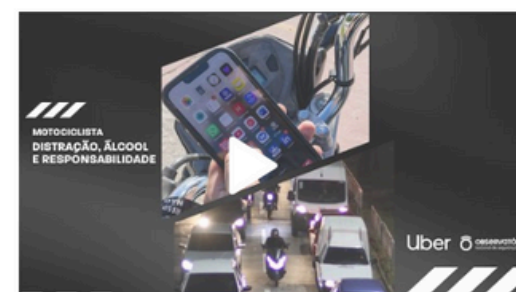 MOTOCICLISTA
DISTRAÇÃO, ÁLCOOL
E RESPONSABILIDADE
Uber